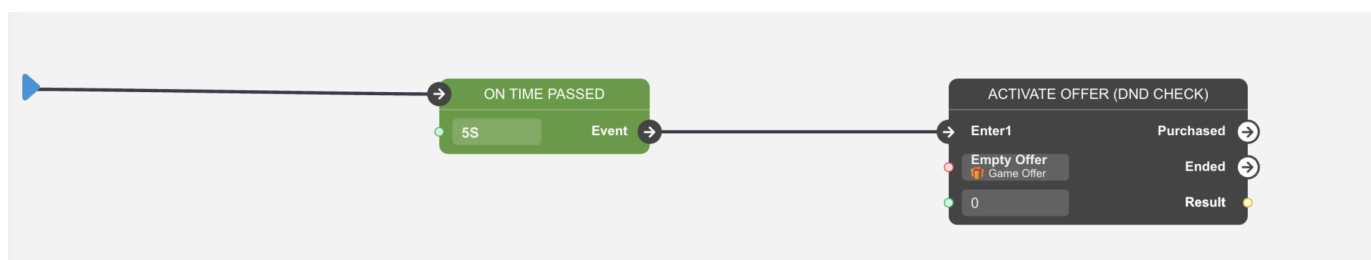 ON TIME PASSED
5S
Event
ACTIVATE OFFER (DND CHECK)
Enter1
Purchased
Empty Offer
Game Offer
Ended
0
Result